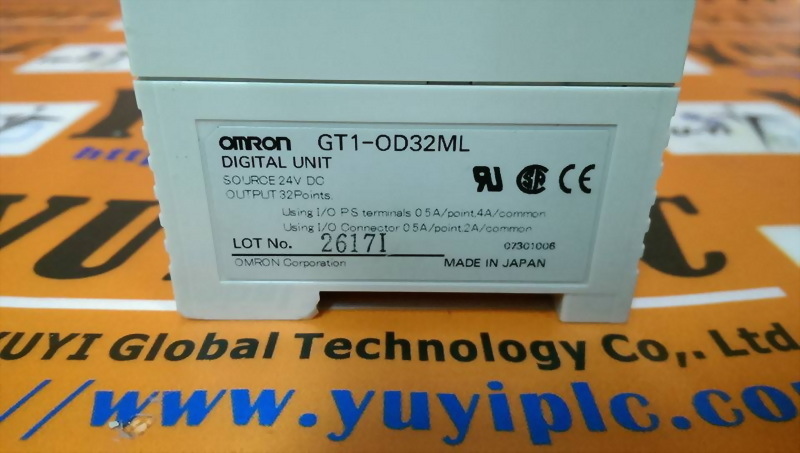 OMRON GT1-OD32ML
DIGITAL UNIT
SOURCE 24V DC
OUTPUT 32Points
Using I/O PS terminals 0.5A/point,4A/common
Using I/O Connector 0.5A/point,2A/common
LOT No. 2617I
07301006
OMRON Corporation
MADE IN JAPAN
YUYI Global Technology Co,. Ltd
www.yuyiplc.co